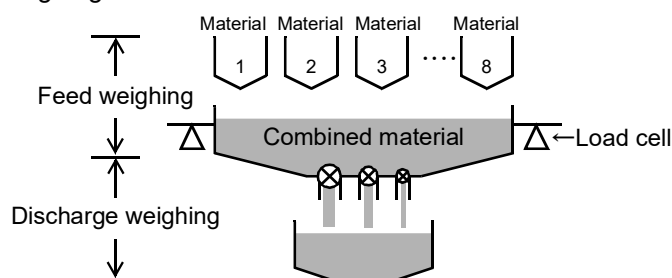 Material Material Material Material
1 2 3 ···· 8
Feed weighing
Combined material
←Load cell
Discharge weighing